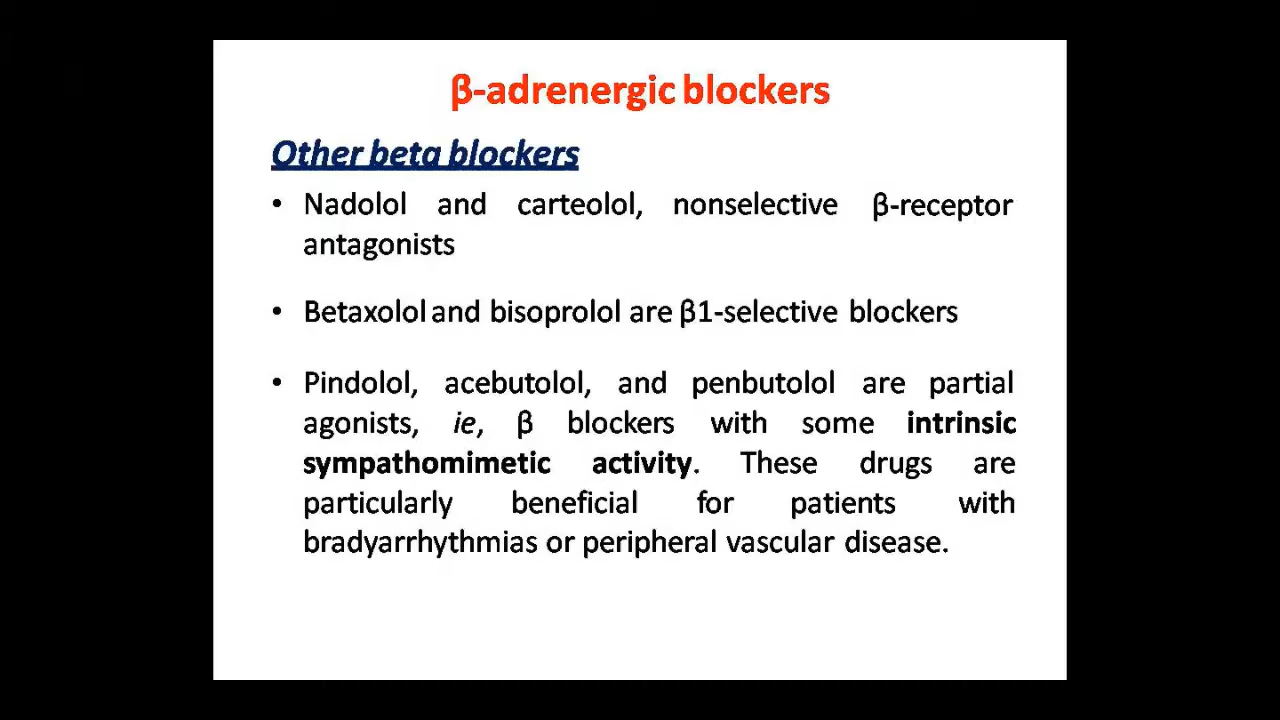 β-adrenergic blockers
Other beta blockers
• Nadolol and carteolol, nonselective β-receptor
antagonists
• Betaxolol and bisoprolol are β1-selective blockers
• Pindolol, acebutolol, and penbutolol are partial
agonists, ie, β blockers with some intrinsic
sympathomimetic activity. These drugs are
particularly beneficial for patients with
bradyarrhythmias or peripheral vascular disease.